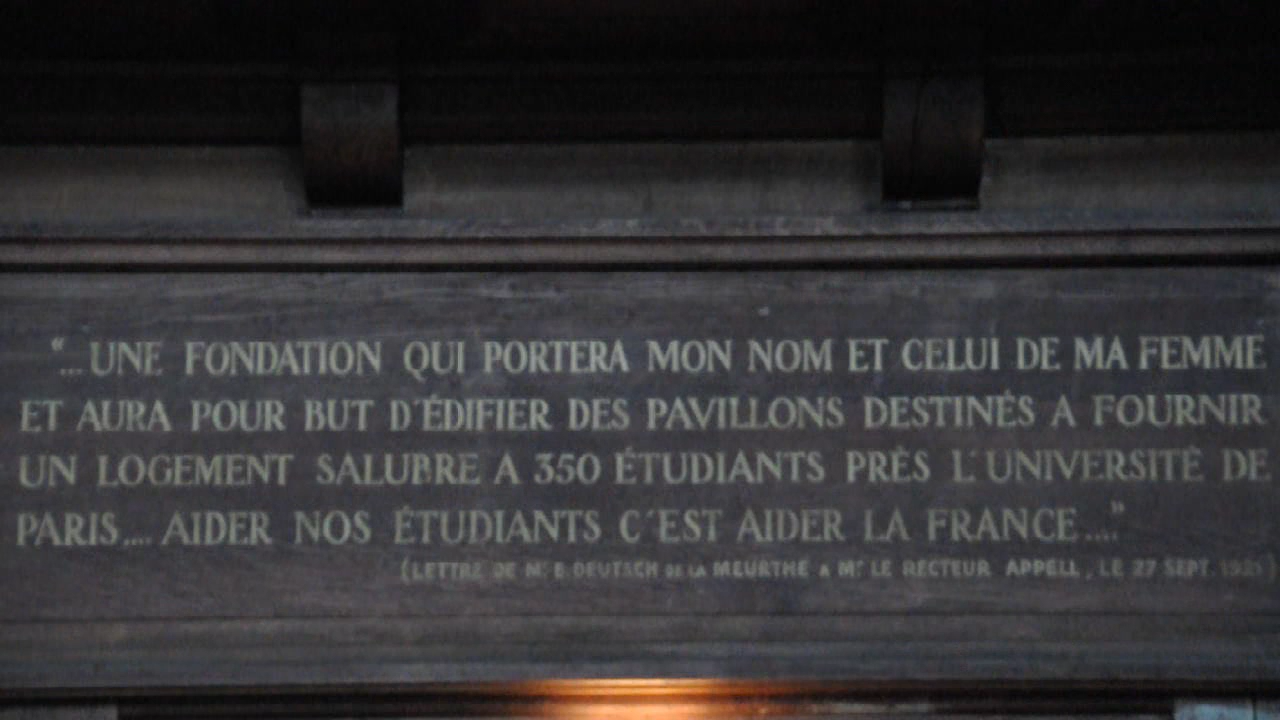 “... UNE FONDATION QUI PORTERA MON NOM ET CELUI DE MA FEMME
ET AURA POUR BUT D'ÉDIFIER DES PAVILLONS DESTINÉS A FOURNIR
UN LOGEMENT SALUBRE A 350 ÉTUDIANTS PRÈS L'UNIVERSITÉ DE
PARIS,... AIDER NOS ÉTUDIANTS C'EST AIDER LA FRANCE....”
(LETTRE DE Mr E. DEUTSCH DE LA MEURTHE A Mr LE RECTEUR APPELL, LE 27 SEPT. 1921)